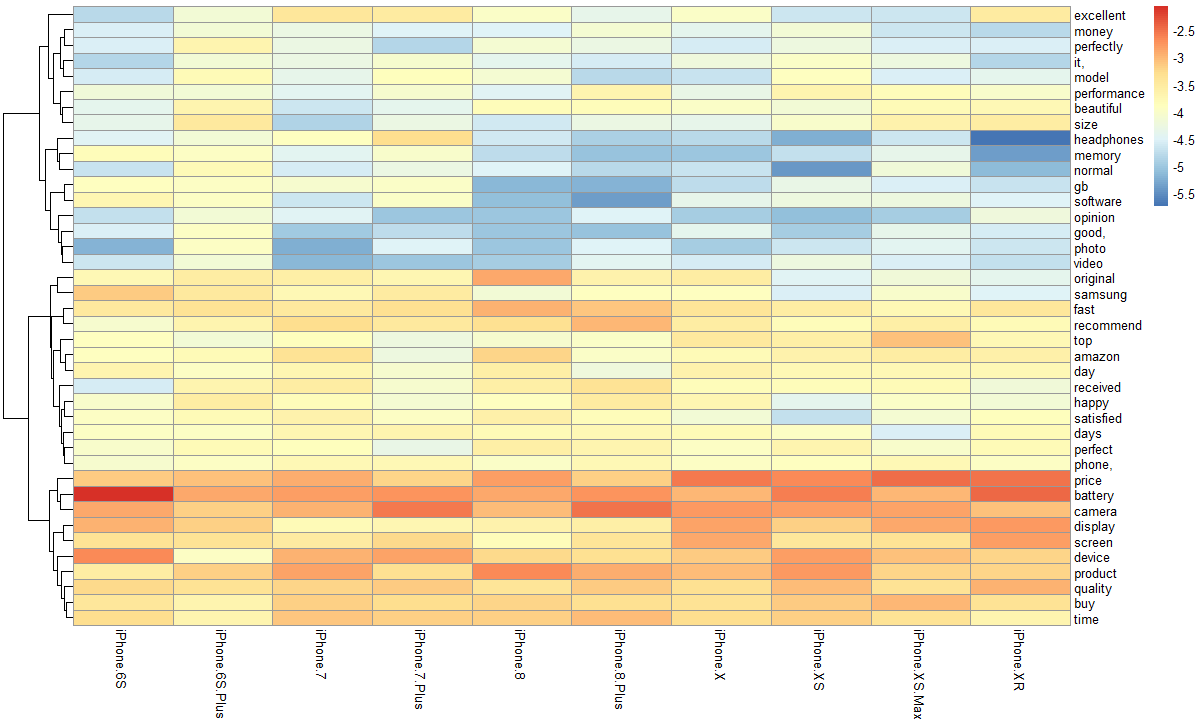 excellent
money
perfectly
it,
model
performance
beautiful
size
headphones
memory
normal
gb
software
opinion
good,
photo
video
original
samsung
fast
recommend
top
amazon
day
received
happy
satisfied
days
perfect
phone,
price
battery
camera
display
screen
device
product
quality
buy
time
-2.5
-3
-3.5
-4
-4.5
-5
-5.5
iPhone.6S
iPhone.6S.Plus
iPhone.7
iPhone.7.Plus
iPhone.8
iPhone.8.Plus
iPhone.X
iPhone.XS
iPhone.XS.Max
iPhone.XR